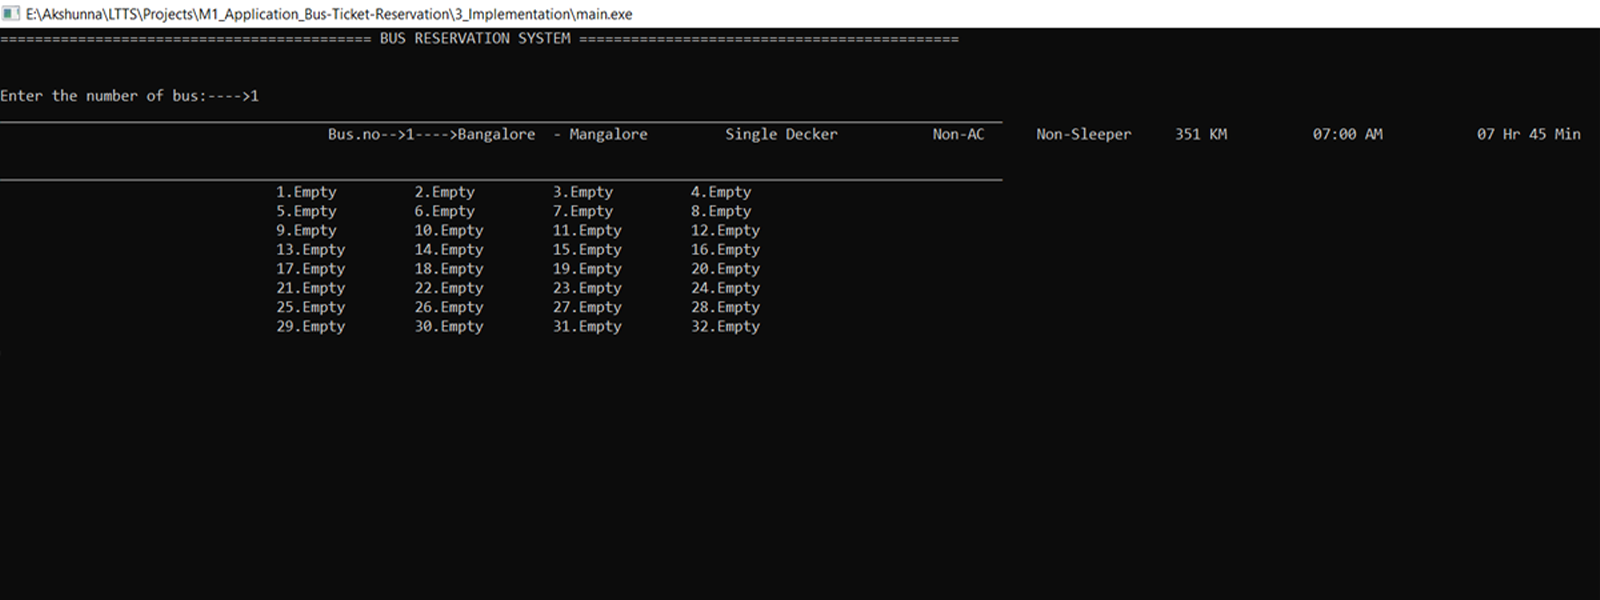 E:\Akshunna\LTTS\Projects\M1_Application_Bus-Ticket-Reservation\3_Implementation\main.exe
=========================================== BUS RESERVATION SYSTEM ============================================
Enter the number of bus:---->1
Bus.no-->1---->Bangalore  - Mangalore         Single Decker           Non-AC      Non-Sleeper     351 KM          07:00 AM           07 Hr 45 Min
1.Empty         2.Empty         3.Empty         4.Empty
5.Empty         6.Empty         7.Empty         8.Empty
9.Empty         10.Empty        11.Empty        12.Empty
13.Empty        14.Empty        15.Empty        16.Empty
17.Empty        18.Empty        19.Empty        20.Empty
21.Empty        22.Empty        23.Empty        24.Empty
25.Empty        26.Empty        27.Empty        28.Empty
29.Empty        30.Empty        31.Empty        32.Empty